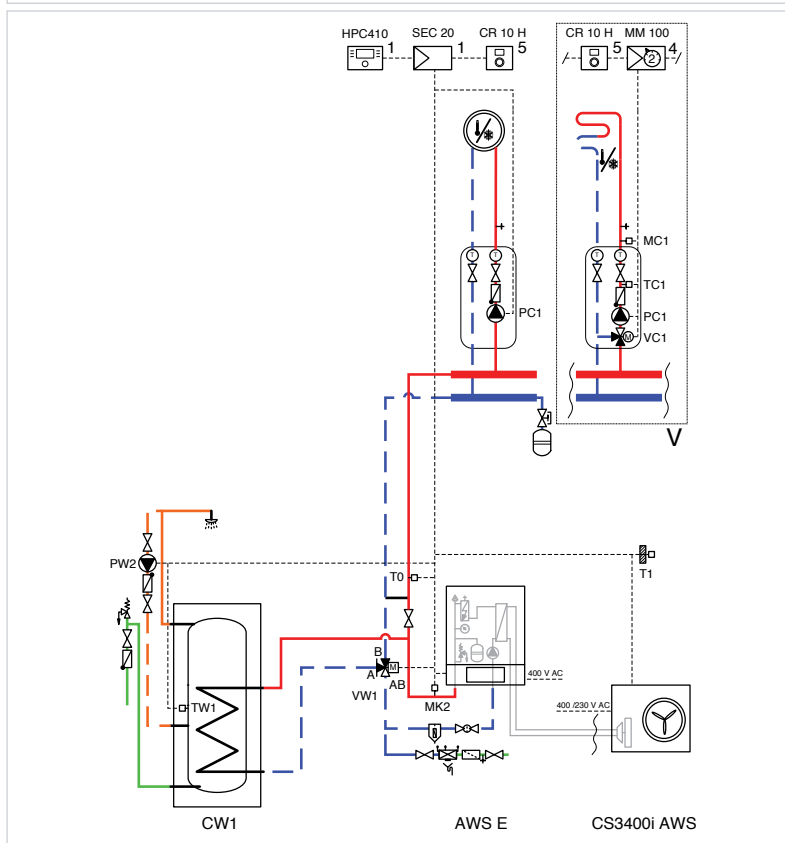 HPC410 SEC 20 CR 10 H CR 10 H MM 100
1 1 5 5 2 4
T T T T
MC1
TC1
PC1 PC1
M VC1
V
PW2
T0 T1
B
A M
AB
VW1
400 V AC
400 /230 V AC
TW1 MK2
CW1 AWS E CS3400i AWS